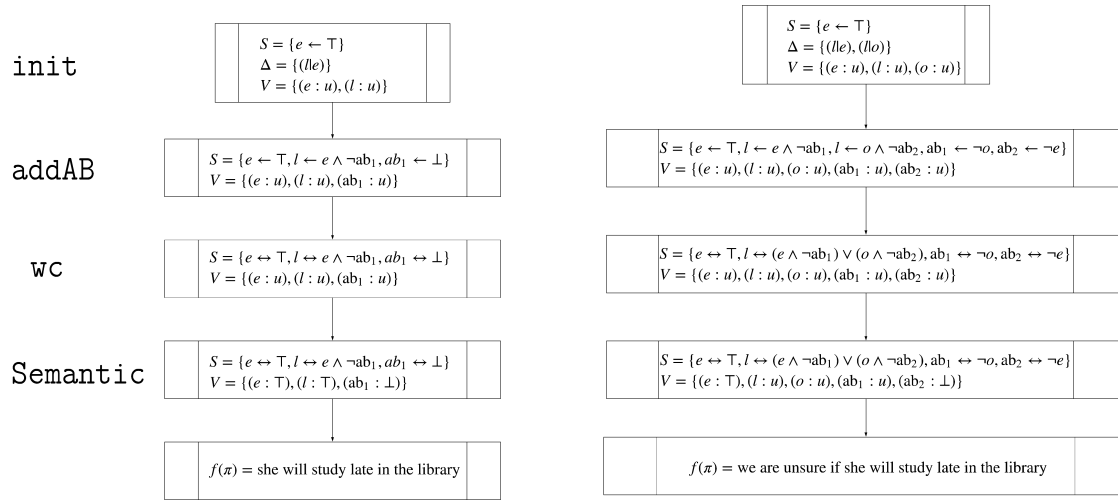 init
S = {e ← ⊤}
Δ = {(l|e)}
V = {(e : u), (l : u)}
S = {e ← ⊤}
Δ = {(l|e), (l|o)}
V = {(e : u), (l : u), (o : u)}
addAB
S = {e ← ⊤, l ← e ∧ ¬ab₁, ab₁ ← ⊥}
V = {(e : u), (l : u), (ab₁ : u)}
S = {e ← ⊤, l ← e ∧ ¬ab₁, l ← o ∧ ¬ab₂, ab₁ ← ¬o, ab₂ ← ¬e}
V = {(e : u), (l : u), (o : u), (ab₁ : u), (ab₂ : u)}
wc
S = {e ↔ ⊤, l ↔ e ∧ ¬ab₁, ab₁ ↔ ⊥}
V = {(e : u), (l : u), (ab₁ : u)}
S = {e ↔ ⊤, l ↔ (e ∧ ¬ab₁) ∨ (o ∧ ¬ab₂), ab₁ ↔ ¬o, ab₂ ↔ ¬e}
V = {(e : u), (l : u), (o : u), (ab₁ : u), (ab₂ : u)}
Semantic
S = {e ↔ ⊤, l ↔ e ∧ ¬ab₁, ab₁ ↔ ⊥}
V = {(e : ⊤), (l : ⊤), (ab₁ : ⊥)}
S = {e ↔ ⊤, l ↔ (e ∧ ¬ab₁) ∨ (o ∧ ¬ab₂), ab₁ ↔ ¬o, ab₂ ↔ ¬e}
V = {(e : ⊤), (l : u), (o : u), (ab₁ : u), (ab₂ : ⊥)}
f(π) = she will study late in the library
f(π) = we are unsure if she will study late in the library